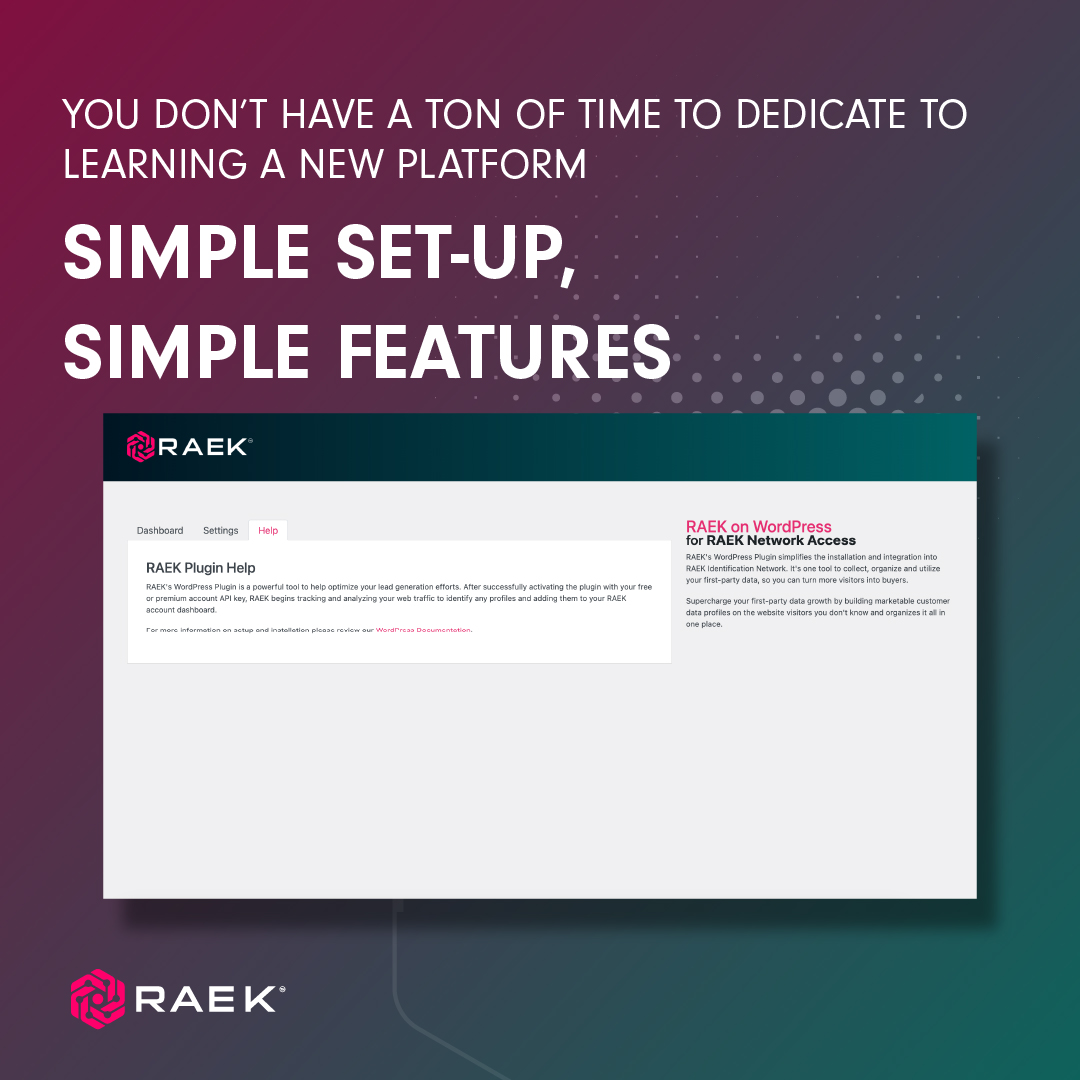 YOU DON’T HAVE A TON OF TIME TO DEDICATE TO
LEARNING A NEW PLATFORM
SIMPLE SET-UP,
SIMPLE FEATURES
RAEK
Dashboard Settings Help
RAEK Plugin Help
RAEK's WordPress Plugin is a powerful tool to help optimize your lead generation efforts. After successfully activating the plugin with your free
or premium account API key, RAEK begins tracking and analyzing your web traffic to identify any profiles and adding them to your RAEK
account dashboard.
For more information on setup and installation please review our WordPress Documentation.
RAEK on WordPress
for RAEK Network Access
RAEK's WordPress Plugin simplifies the installation and integration into
RAEK Identification Network. It's one tool to collect, organize and utilize
your first-party data, so you can turn more visitors into buyers.
Supercharge your first-party data growth by building marketable customer
data profiles on the website visitors you don't know and organizes it all in
one place.
RAEK